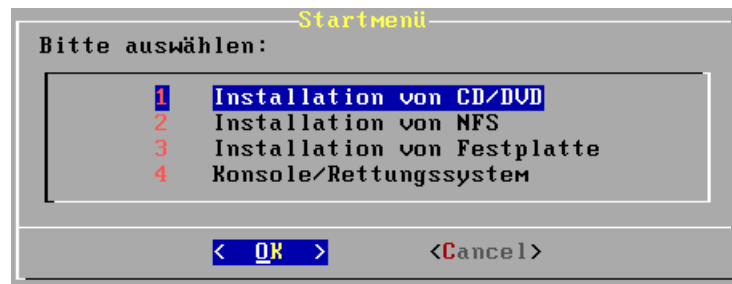 Startmenü
Bitte auswählen:
1 Installation von CD/DVD
2 Installation von NFS
3 Installation von Festplatte
4 Konsole/Rettungssystem
< OK > <Cancel>